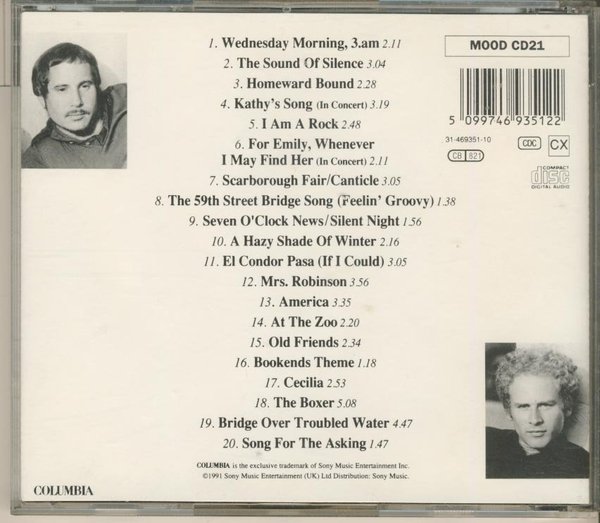 1. Wednesday Morning, 3.am 2.11
2. The Sound Of Silence 3.04
3. Homeward Bound 2.28
4. Kathy's Song (In Concert) 3.19
5. I Am A Rock 2.48
6. For Emily, Whenever
I May Find Her (In Concert) 2.11
7. Scarborough Fair/Canticle 3.05
8. The 59th Street Bridge Song (Feelin' Groovy) 1.38
9. Seven O'Clock News/Silent Night 1.56
10. A Hazy Shade Of Winter 2.16
11. El Condor Pasa (If I Could) 3.05
12. Mrs. Robinson 3.56
13. America 3.35
14. At The Zoo 2.20
15. Old Friends 2.34
16. Bookends Theme 1.18
17. Cecilia 2.53
18. The Boxer 5.08
19. Bridge Over Troubled Water 4.47
20. Song For The Asking 1.47
MOOD CD21
5 099746 935122
31-469351-10
CDC
CX
CB 821
COMPACT
disc
DIGITAL AUDIO
COLUMBIA is the exclusive trademark of Sony Music Entertainment Inc.
©1991 Sony Music Entertainment (UK) Ltd Distribution: Sony Music.
COLUMBIA